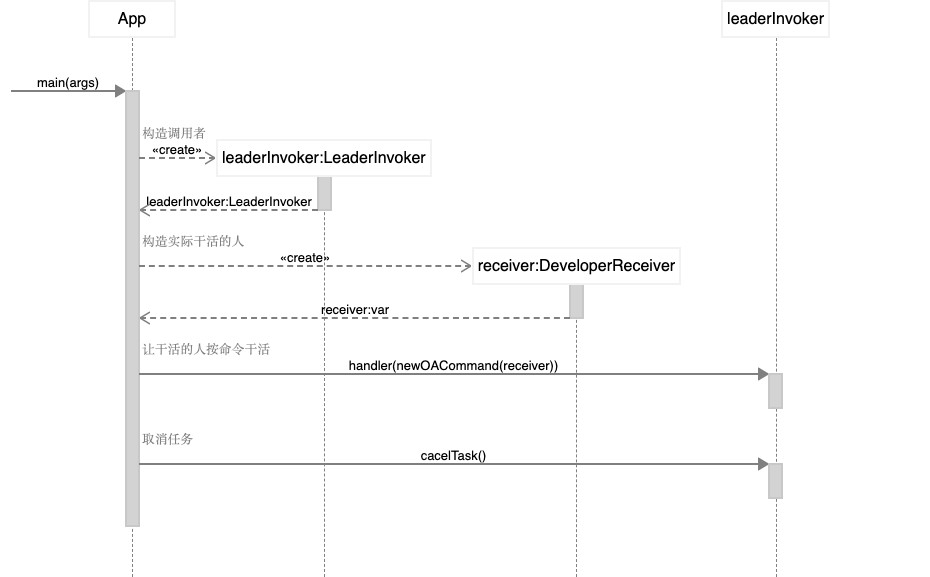 App
leaderInvoker
main(args)
构造调用者
«create»
leaderInvoker:LeaderInvoker
leaderInvoker:LeaderInvoker
构造实际干活的人
«create»
receiver:DeveloperReceiver
receiver:var
让干活的人按命令干活
handler(newOACommand(receiver))
取消任务
cacelTask()